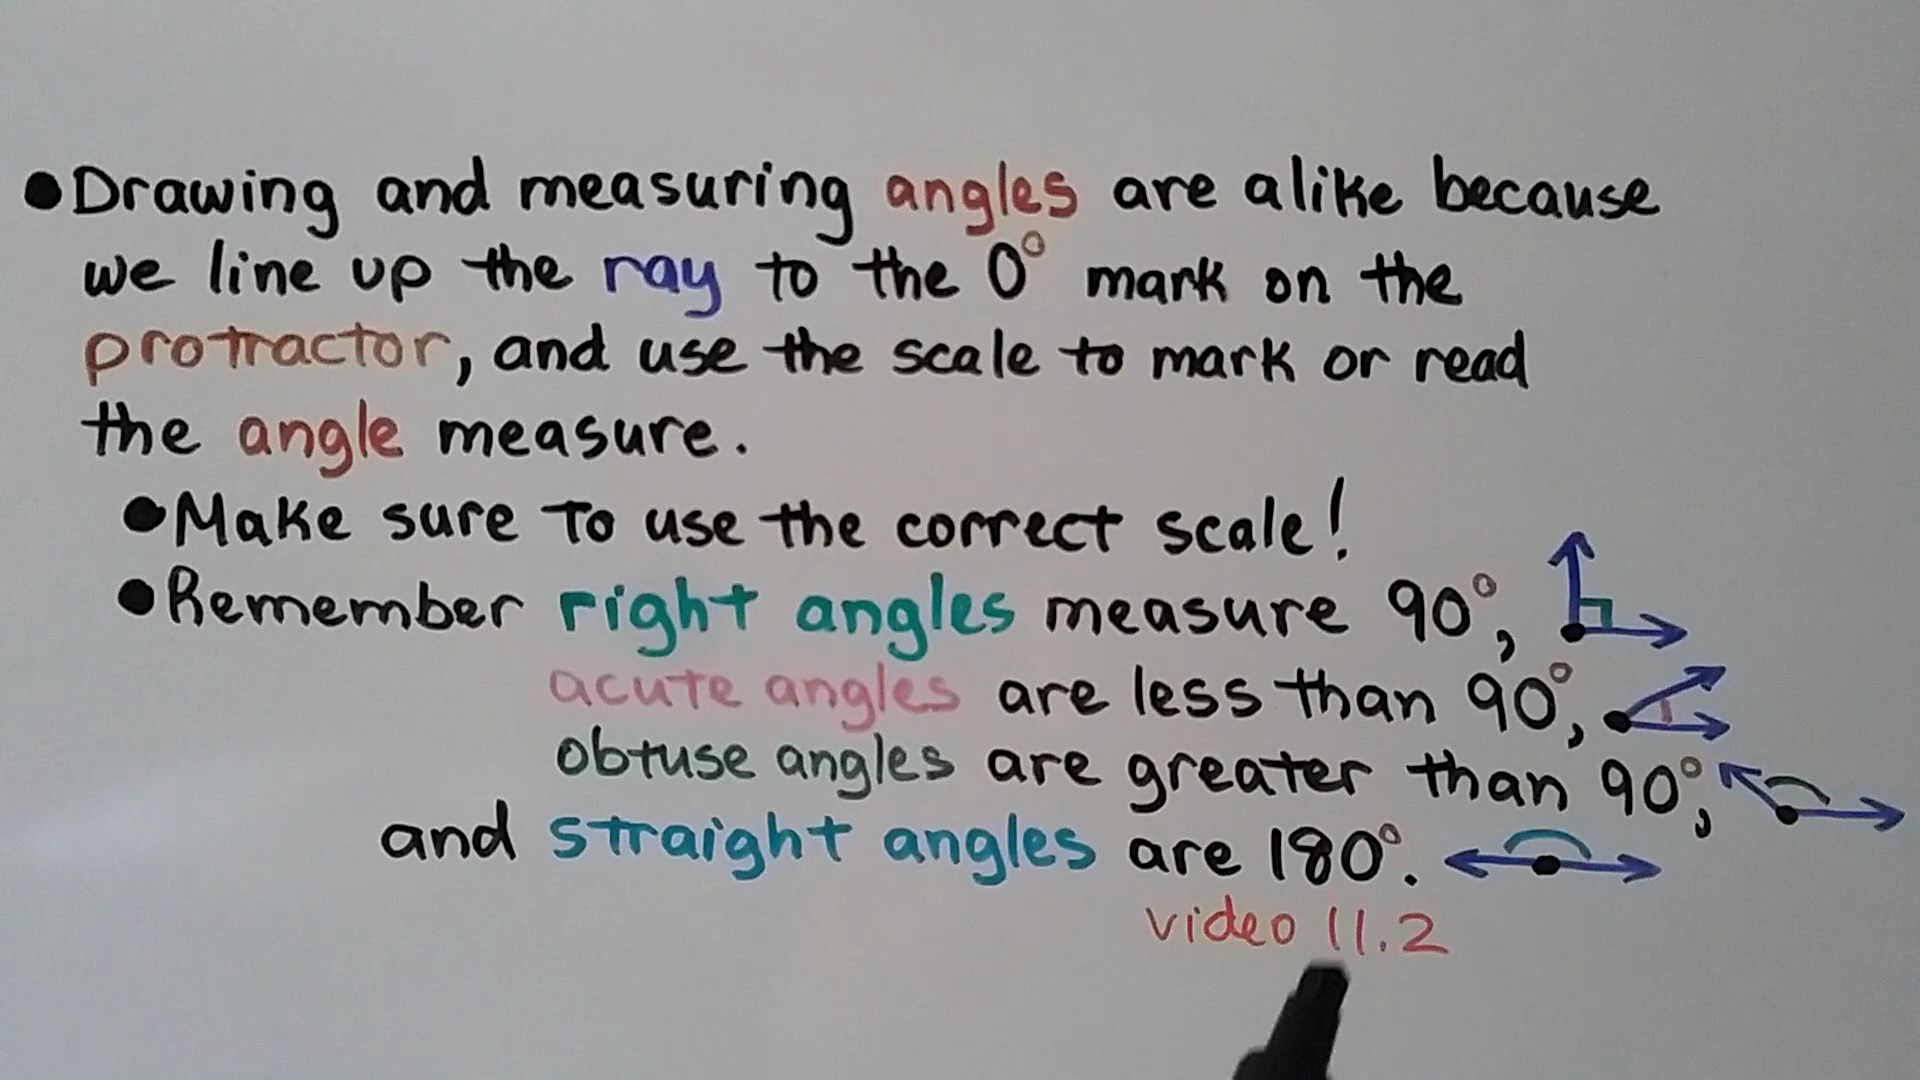 •Drawing and measuring angles are alike because
we line up the ray to the 0° mark on the
protractor, and use the scale to mark or read
the angle measure.
•Make sure to use the correct scale!
•Remember right angles measure 90°,
acute angles are less than 90°,
obtuse angles are greater than 90°,
and straight angles are 180°.
video 11.2